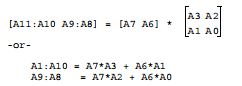 [A11:A10 A9:A8] = [A7 A6] * [A3 A2
A1 A0]
-or-
A1:A10 = A7*A3 + A6*A1
A9:A8 = A7*A2 + A6*A0